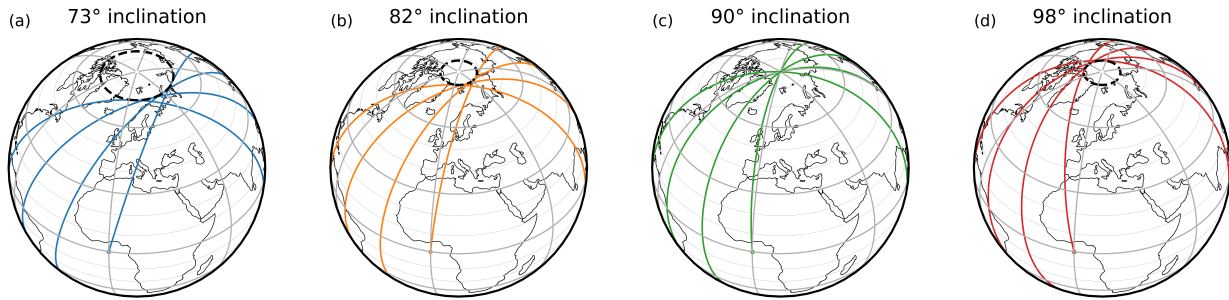 (a) 73° inclination
(b) 82° inclination
(c) 90° inclination
(d) 98° inclination